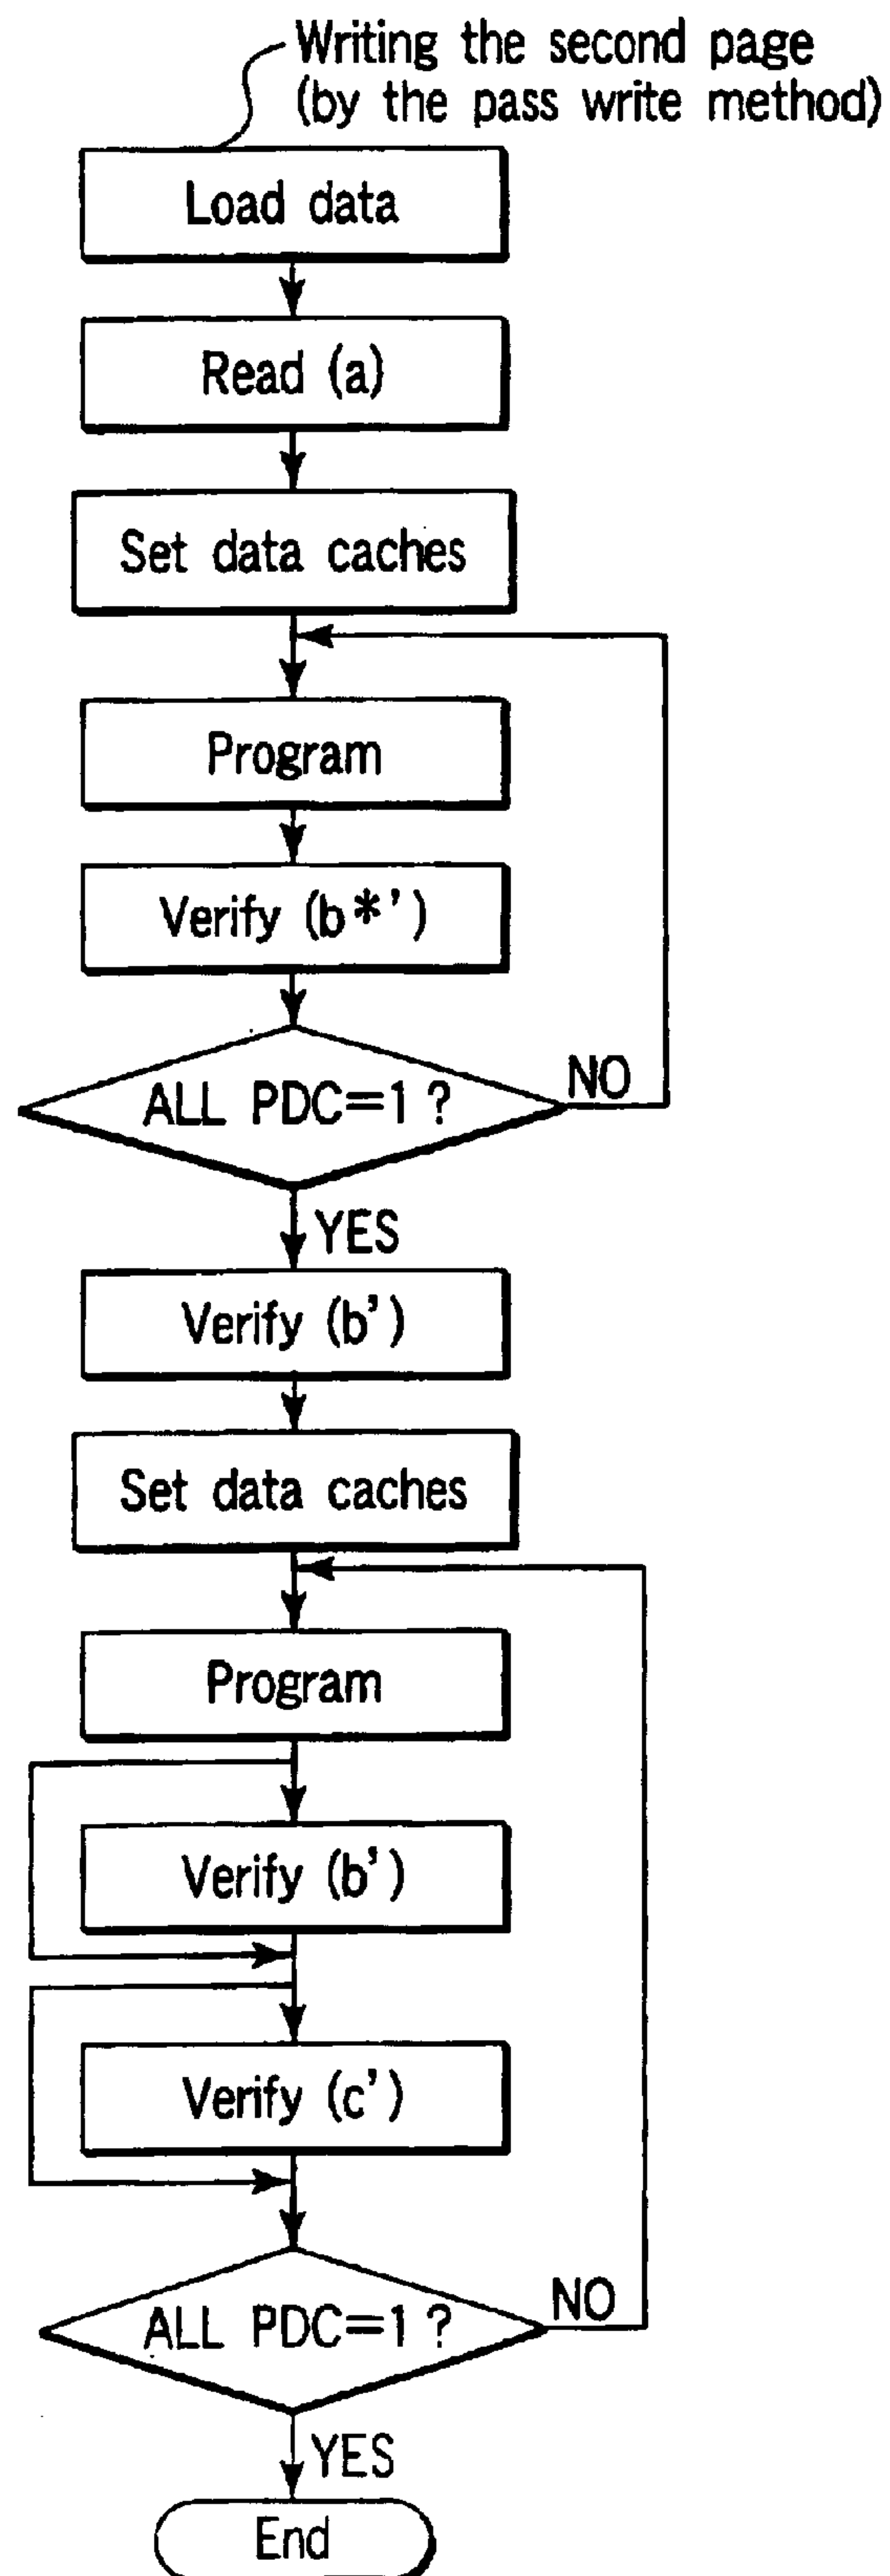 Writing the second page
(by the pass write method)
Load data
Read (a)
Set data caches
Program
Verify (b*')
ALL PDC=1 ?
NO
YES
Verify (b')
Set data caches
Program
Verify (b')
Verify (c')
ALL PDC=1 ?
NO
YES
End